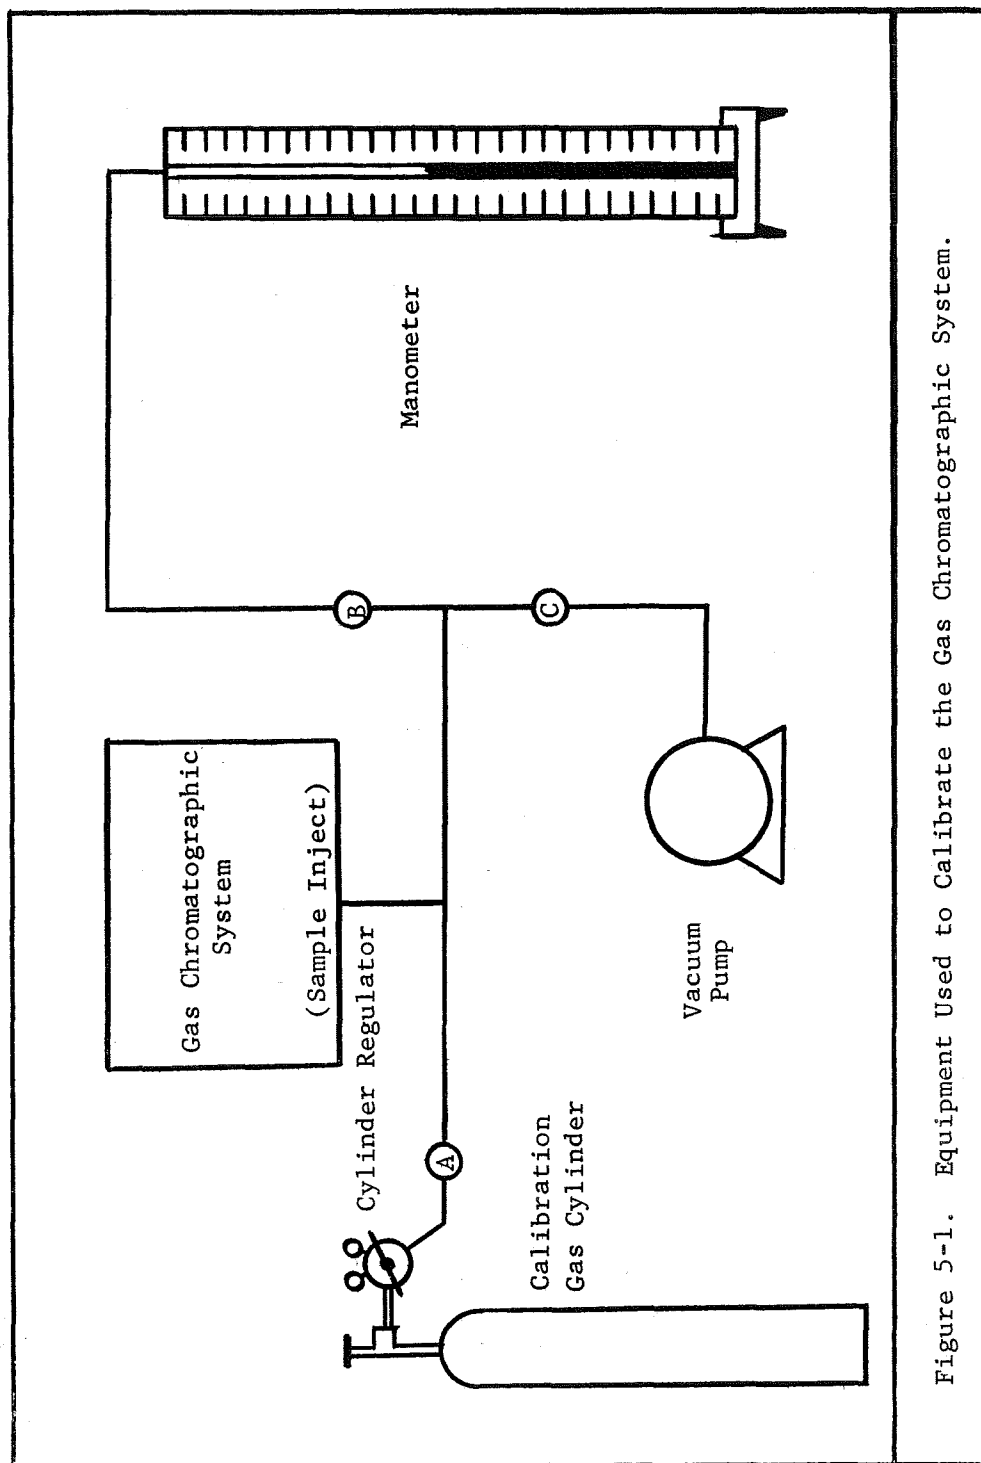 Gas Chromatographic
System
(Sample Inject)
Cylinder Regulator
A
B
C
Manometer
Calibration
Gas Cylinder
Vacuum
Pump
Figure 5-1. Equipment Used to Calibrate the Gas Chromatographic System.